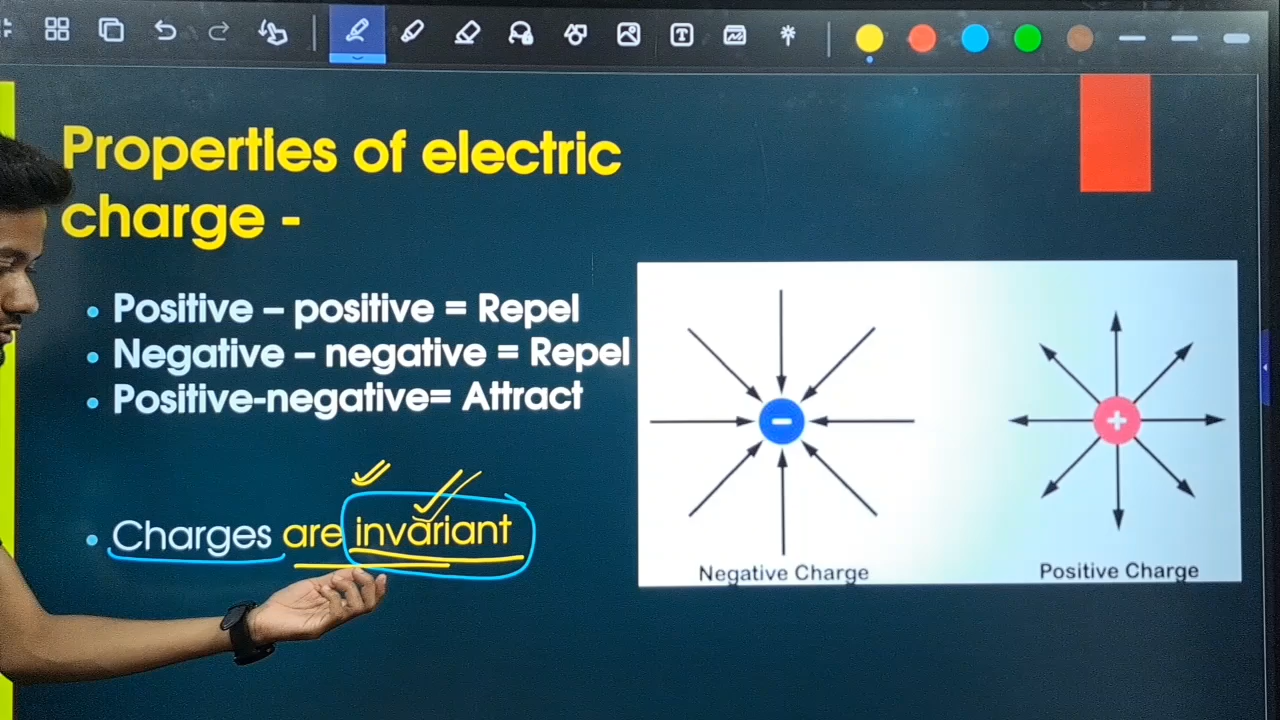 Properties of electric
charge -
• Positive – positive = Repel
• Negative – negative = Repel
• Positive-negative= Attract
• Charges are invariant
Negative Charge
Positive Charge